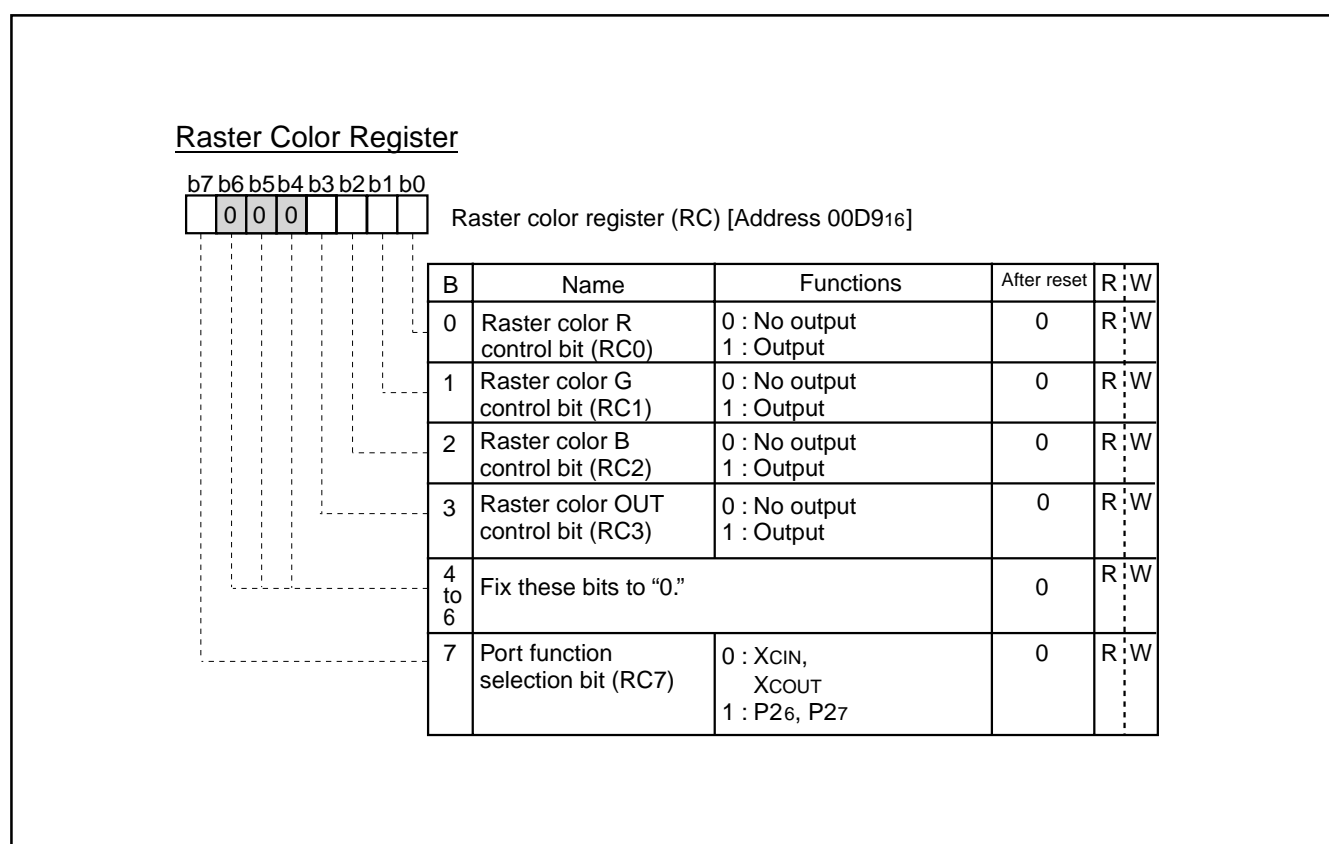 Raster Color Register
b7 b6 b5 b4 b3 b2 b1 b0
0 0 0
Raster color register (RC) [Address 00D916]
B Name Functions After reset R W
0 Raster color R control bit (RC0) 0 : No output 1 : Output 0 R W
1 Raster color G control bit (RC1) 0 : No output 1 : Output 0 R W
2 Raster color B control bit (RC2) 0 : No output 1 : Output 0 R W
3 Raster color OUT control bit (RC3) 0 : No output 1 : Output 0 R W
4 to 6 Fix these bits to “0.” 0 R W
7 Port function selection bit (RC7) 0 : XCIN, XCOUT 1 : P26, P27 0 R W